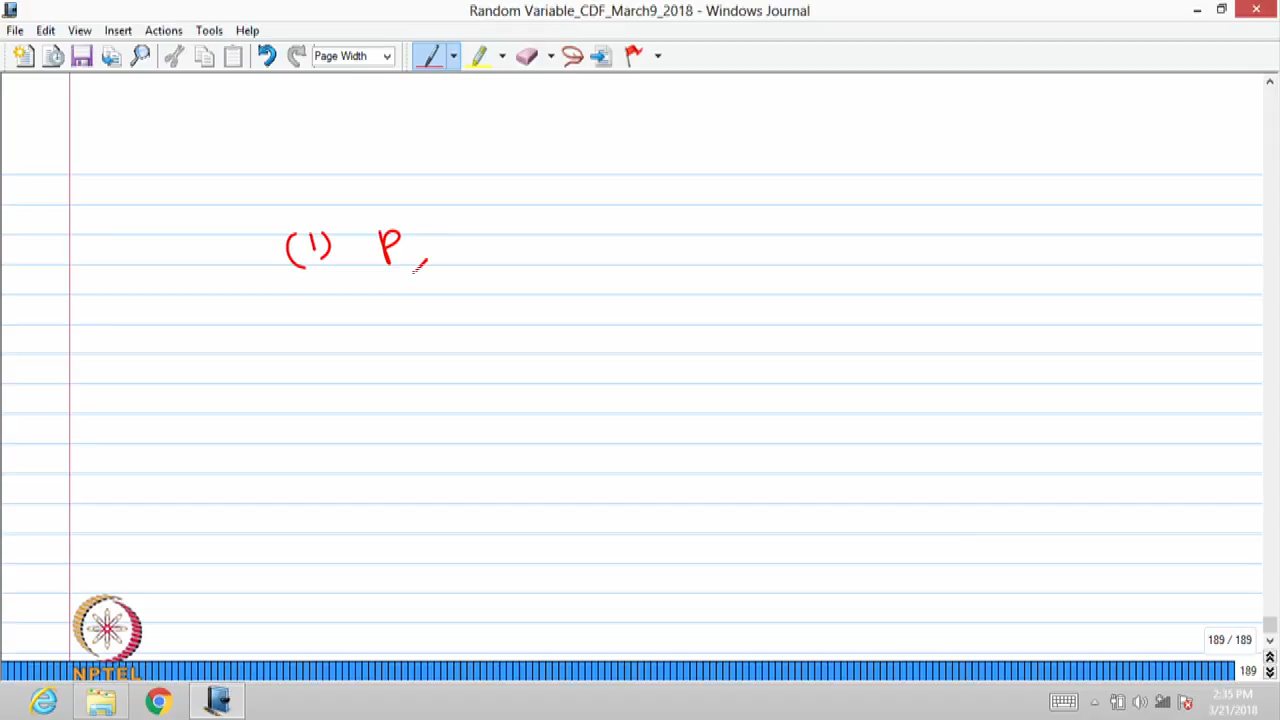 Random Variable_CDF_March9_2018 - Windows Journal
File Edit View Insert Actions Tools Help
Page Width
(1) P
189 / 189
NPTEL
189
2:35 PM
3/21/2018